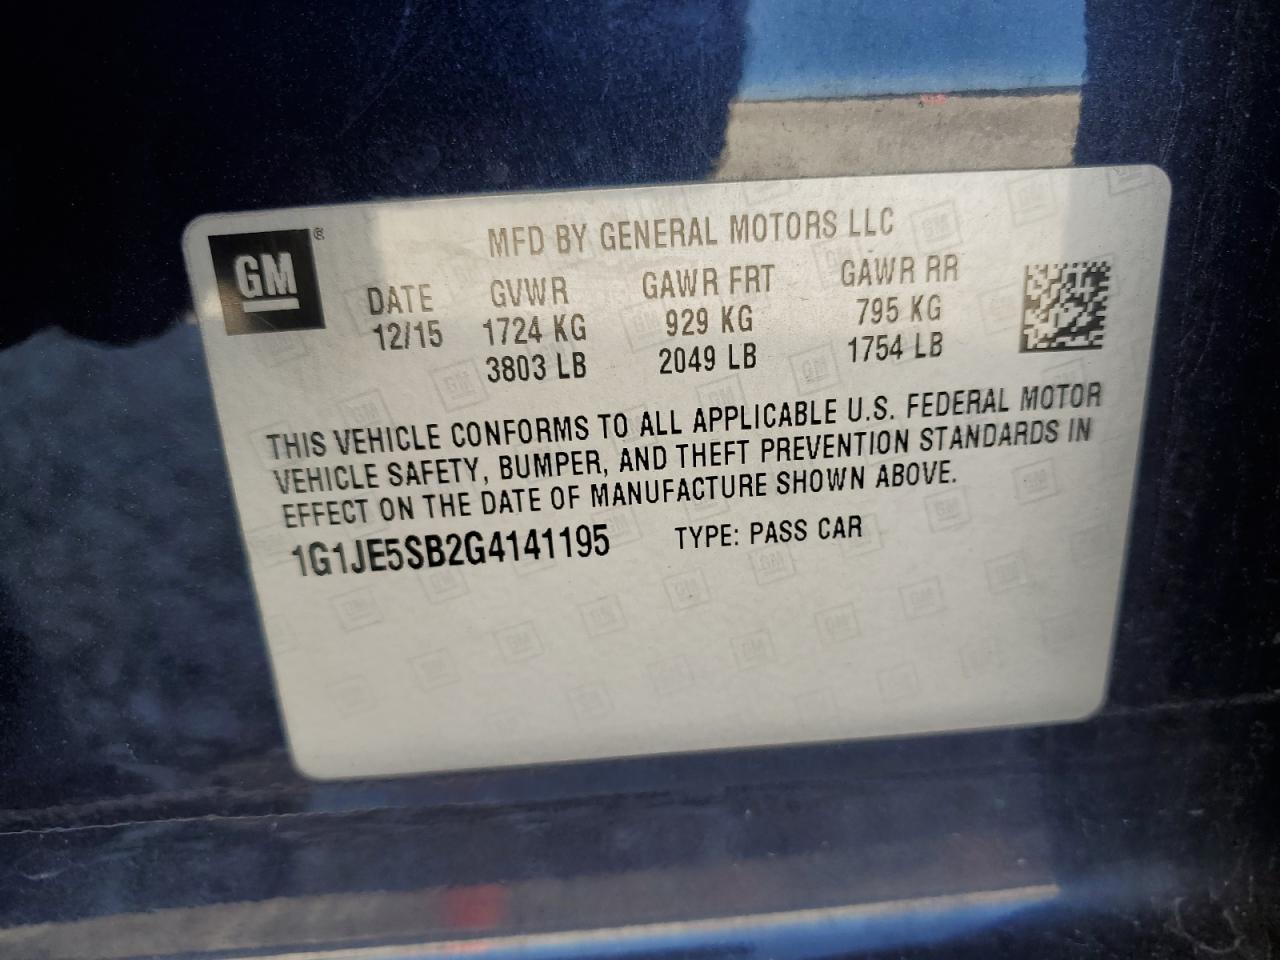 GM ®
MFD BY GENERAL MOTORS LLC
DATE GVWR GAWR FRT GAWR RR
12/15 1724 KG 929 KG 795 KG
3803 LB 2049 LB 1754 LB
THIS VEHICLE CONFORMS TO ALL APPLICABLE U.S. FEDERAL MOTOR
VEHICLE SAFETY, BUMPER, AND THEFT PREVENTION STANDARDS IN
EFFECT ON THE DATE OF MANUFACTURE SHOWN ABOVE.
1G1JE5SB2G4141195 TYPE: PASS CAR